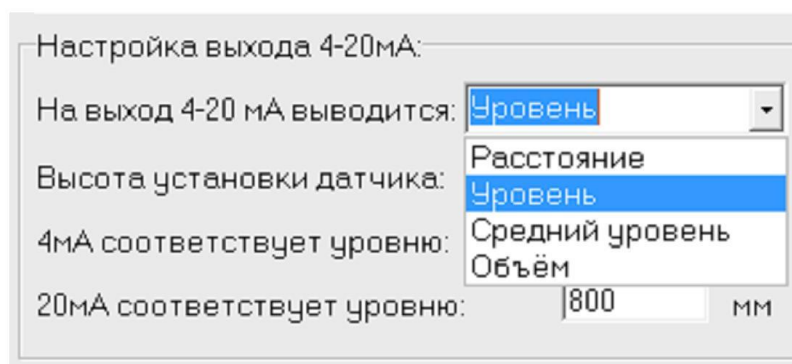 Настройка выхода 4-20мА:
На выход 4-20 мА выводится: Уровень
Расстояние
Высота установки датчика:
Уровень
4мА соответствует уровню:
Средний уровень
Объём
20мА соответствует уровню: 800 мм